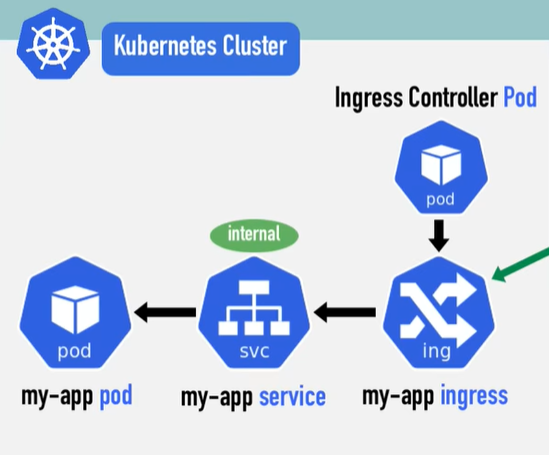 Kubernetes Cluster
Ingress Controller Pod
pod
internal
pod
svc
ing
my-app pod
my-app service
my-app ingress